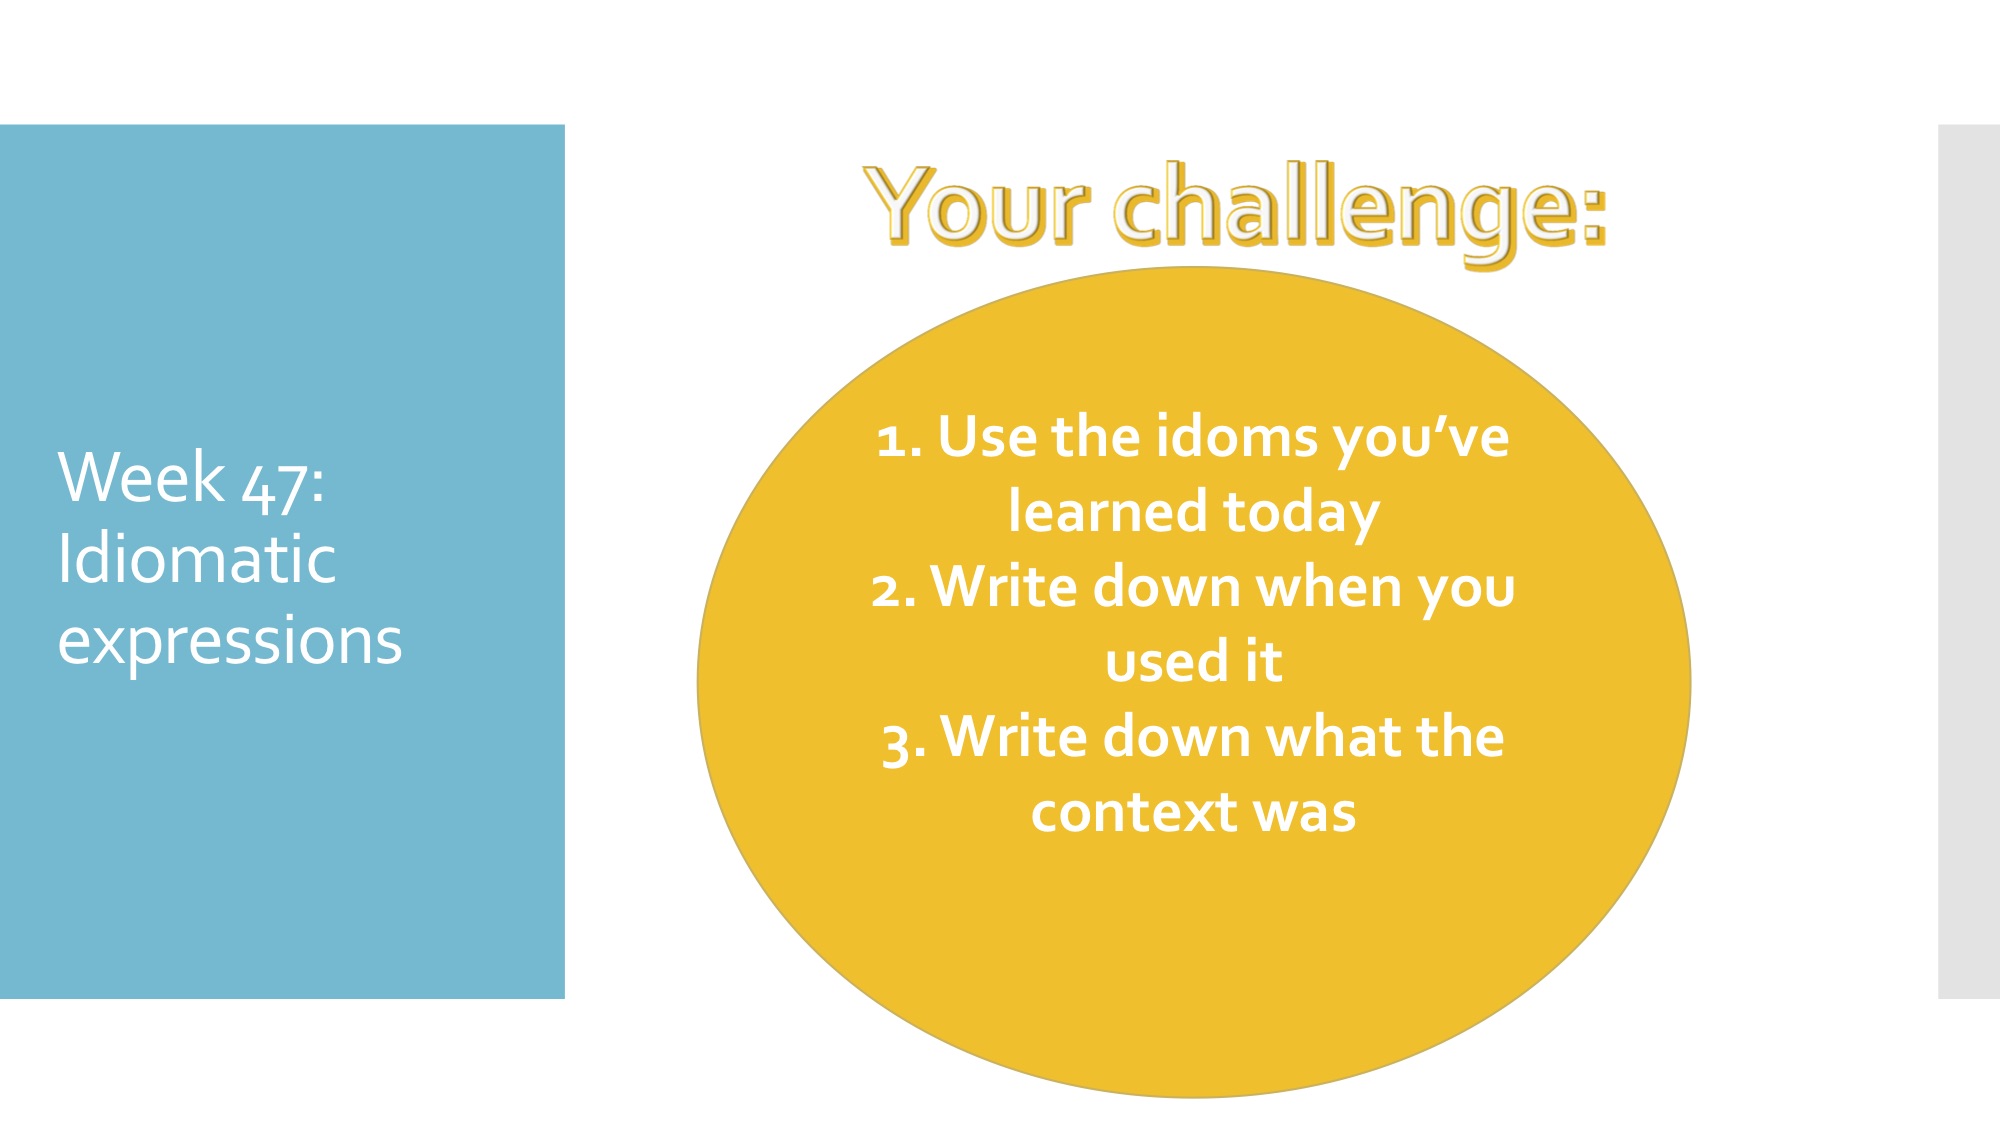 Week 47:
Idiomatic
expressions
Your challenge:
1. Use the idoms you’ve
learned today
2. Write down when you
used it
3. Write down what the
context was